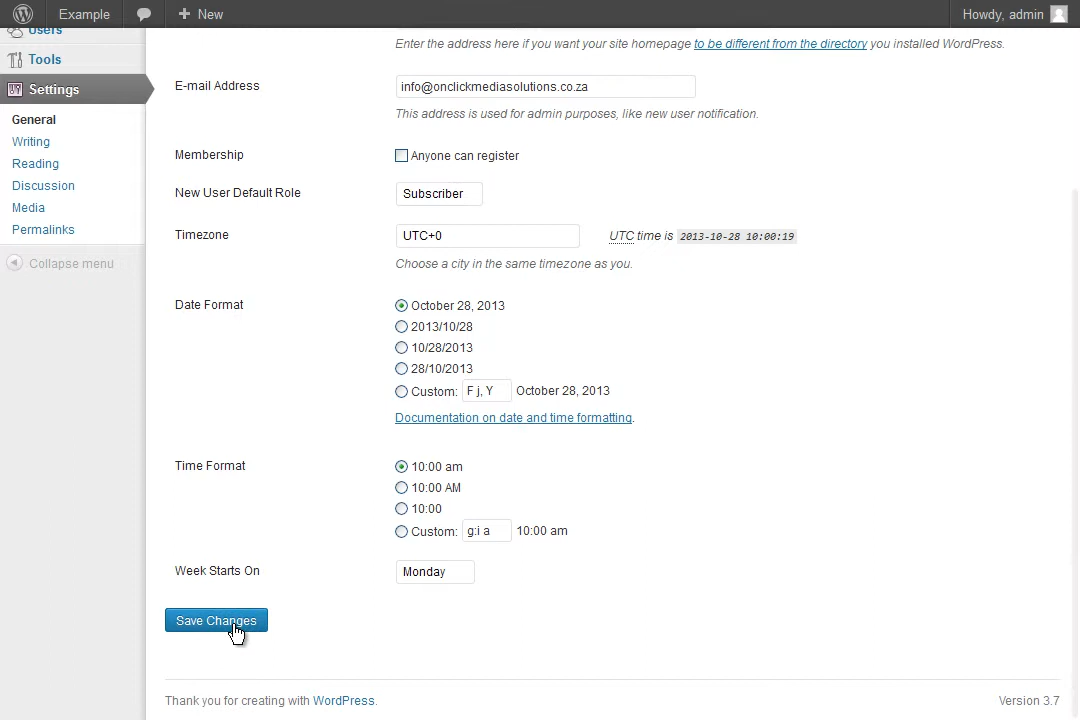 Example
New
Howdy, admin
Users
Tools
Settings
General
Writing
Reading
Discussion
Media
Permalinks
Collapse menu
Enter the address here if you want your site homepage to be different from the directory you installed WordPress.
E-mail Address
info@onclickmediasolutions.co.za
This address is used for admin purposes, like new user notification.
Membership
Anyone can register
New User Default Role
Subscriber
Timezone
UTC+0
UTC time is 2013-10-28 10:00:19
Choose a city in the same timezone as you.
Date Format
October 28, 2013
2013/10/28
10/28/2013
28/10/2013
Custom: F j, Y October 28, 2013
Documentation on date and time formatting.
Time Format
10:00 am
10:00 AM
10:00
Custom: g:i a 10:00 am
Week Starts On
Monday
Save Changes
Thank you for creating with WordPress.
Version 3.7